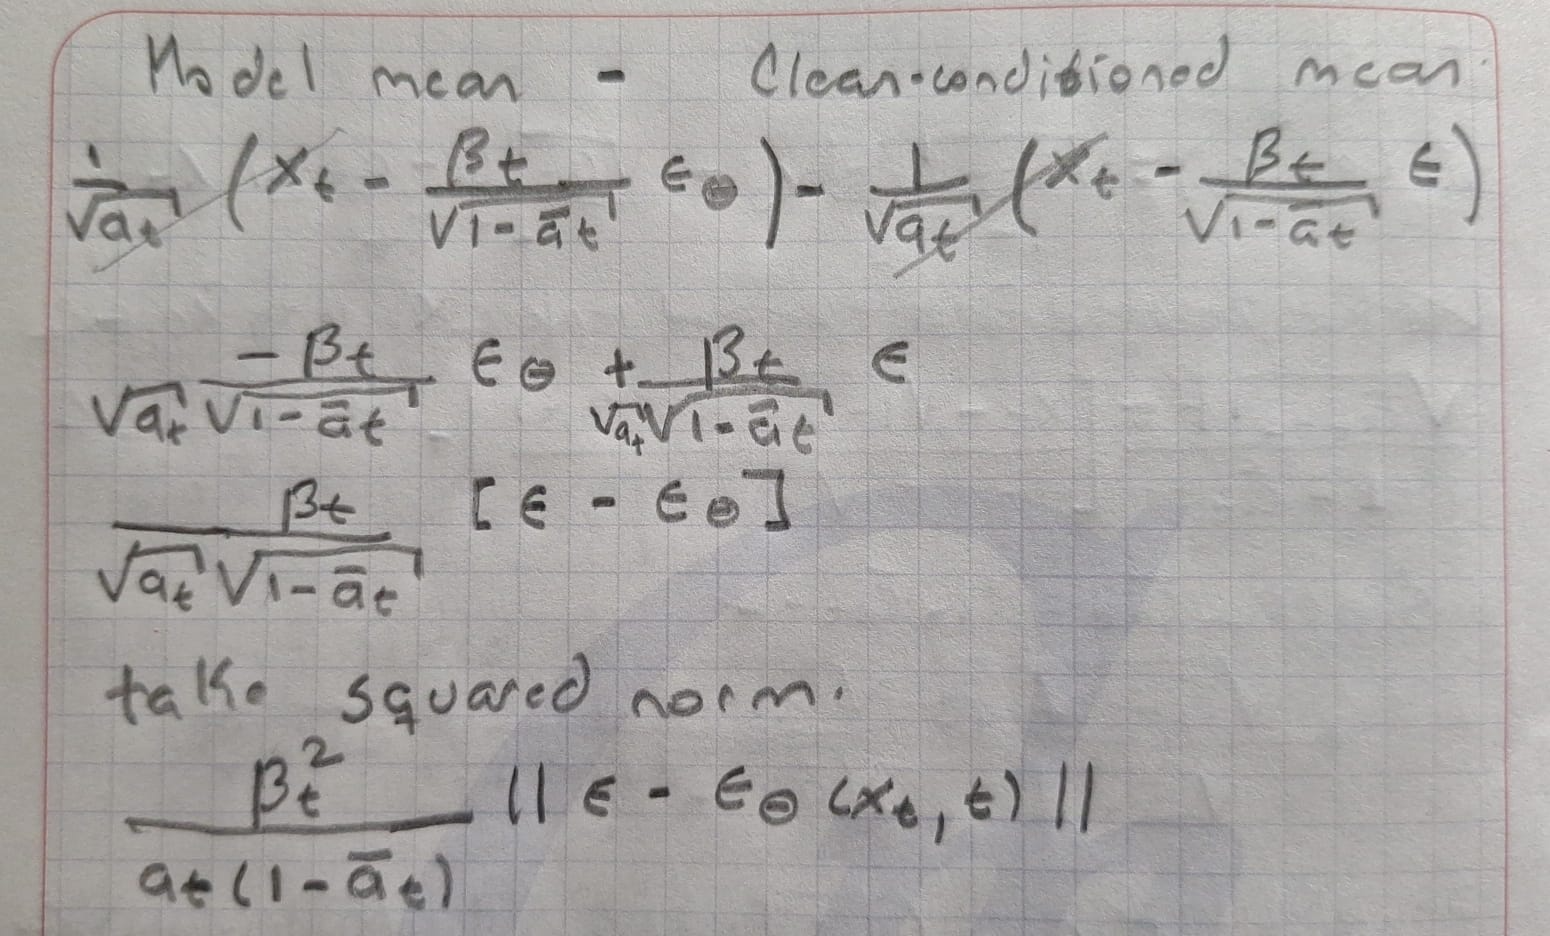 Model mean - Clean-conditioned mean.
1/√a_t (x_t - β_t/√(1-ā_t) ϵ_θ) - 1/√a_t (x_t - β_t/√(1-ā_t) ϵ)
-β_t/(√a_t √(1-ā_t)) ϵ_θ + β_t/(√a_t √(1-ā_t)) ϵ
β_t/(√a_t √(1-ā_t)) [ϵ - ϵ_θ]
take squared norm.
β_t^2/(a_t(1-ā_t)) || ϵ - ϵ_θ (x_t, t) ||